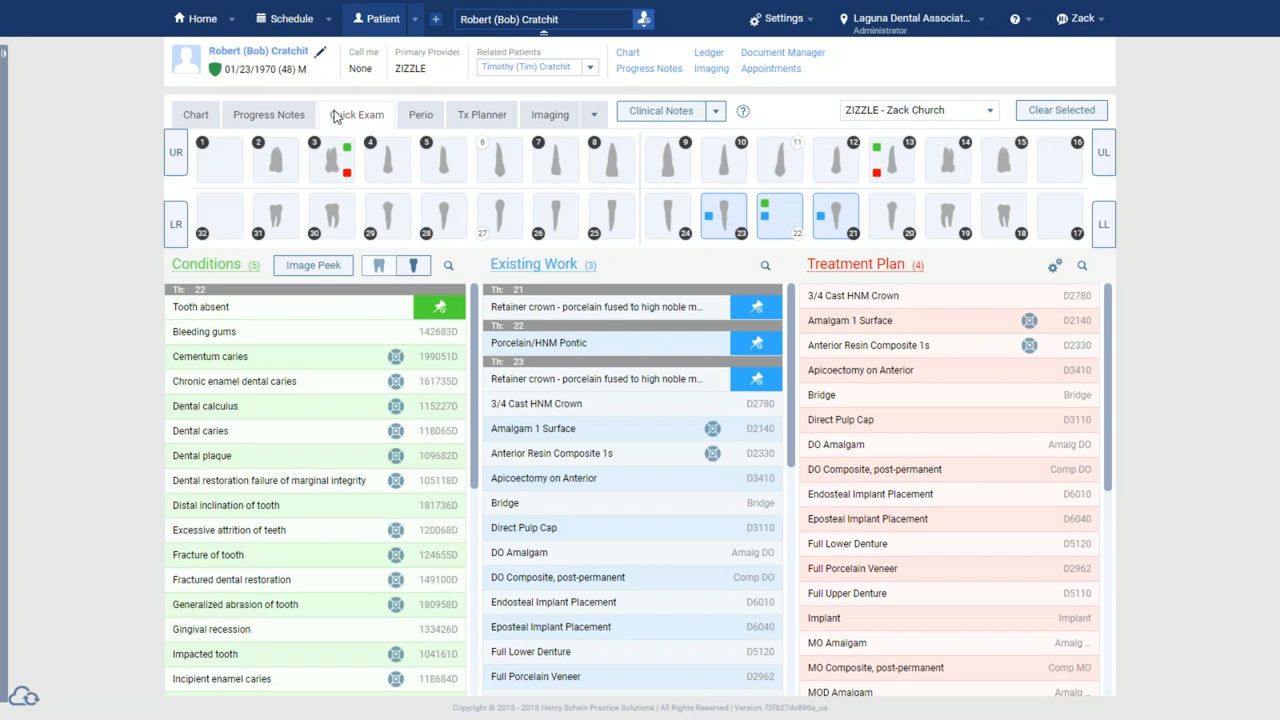 Home Schedule Patient + Robert (Bob) Cratchit Settings Laguna Dental Associat... ? Zack
Administrator
Robert (Bob) Cratchit
01/23/1970 (48) M
Call me
None
Primary Provider
ZIZZLE
Related Patients
Timothy (Tim) Cratchit
Chart Ledger Document Manager
Progress Notes Imaging Appointments
Chart Progress Notes Quick Exam Perio Tx Planner Imaging Clinical Notes ? ZIZZLE - Zack Church Clear Selected
UR 1 2 3 4 5 6 7 8 9 10 11 12 13 14 15 16 UL
LR 32 31 30 29 28 27 26 25 24 23 22 21 20 19 18 17 LL
Conditions (5) Image Peek
Th: 22
Tooth absent
Bleeding gums 142683D
Cementum caries 199051D
Chronic enamel dental caries 161735D
Dental calculus 115227D
Dental caries 118065D
Dental plaque 109682D
Dental restoration failure of marginal integrity 105118D
Distal inclination of tooth 181736D
Excessive attrition of teeth 120068D
Fracture of tooth 124655D
Fractured dental restoration 149100D
Generalized abrasion of tooth 180958D
Gingival recession 133426D
Impacted tooth 104161D
Incipient enamel caries 118684D
Existing Work (3)
Th: 21
Retainer crown - porcelain fused to high noble m...
Th: 22
Porcelain/HNM Pontic
Th: 23
Retainer crown - porcelain fused to high noble m...
3/4 Cast HNM Crown D2780
Amalgam 1 Surface D2140
Anterior Resin Composite 1s D2330
Apicoectomy on Anterior D3410
Bridge Bridge
Direct Pulp Cap D3110
DO Amalgam Amalg DO
DO Composite, post-permanent Comp DO
Endosteal Implant Placement D6010
Eposteal Implant Placement D6040
Full Lower Denture D5120
Full Porcelain Veneer D2962
Treatment Plan (4)
3/4 Cast HNM Crown D2780
Amalgam 1 Surface D2140
Anterior Resin Composite 1s D2330
Apicoectomy on Anterior D3410
Bridge Bridge
Direct Pulp Cap D3110
DO Amalgam Amalg DO
DO Composite, post-permanent Comp DO
Endosteal Implant Placement D6010
Eposteal Implant Placement D6040
Full Lower Denture D5120
Full Porcelain Veneer D2962
Full Upper Denture D5110
Implant Implant
MO Amalgam Amalg ...
MO Composite, post-permanent Comp MO
MOD Amalgam Amalg ...
Copyright © 2013 - 2018 Henry Schein Practice Solutions | All Rights Reserved | Version: f5f627dc896a_us